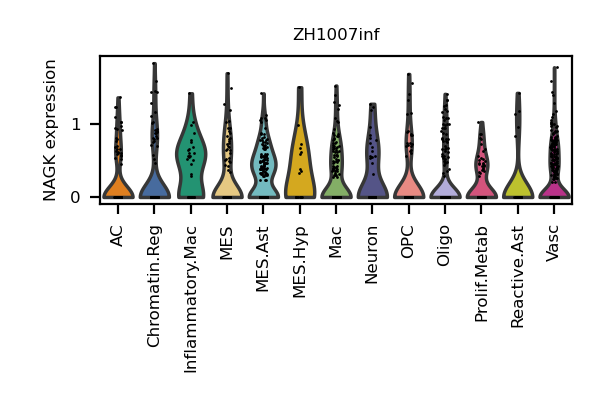 ZH1007inf
NAGK expression
1
0
AC
Chromatin.Reg
Inflammatory.Mac
MES
MES.Ast
MES.Hyp
Mac
Neuron
OPC
Oligo
Prolif.Metab
Reactive.Ast
Vasc